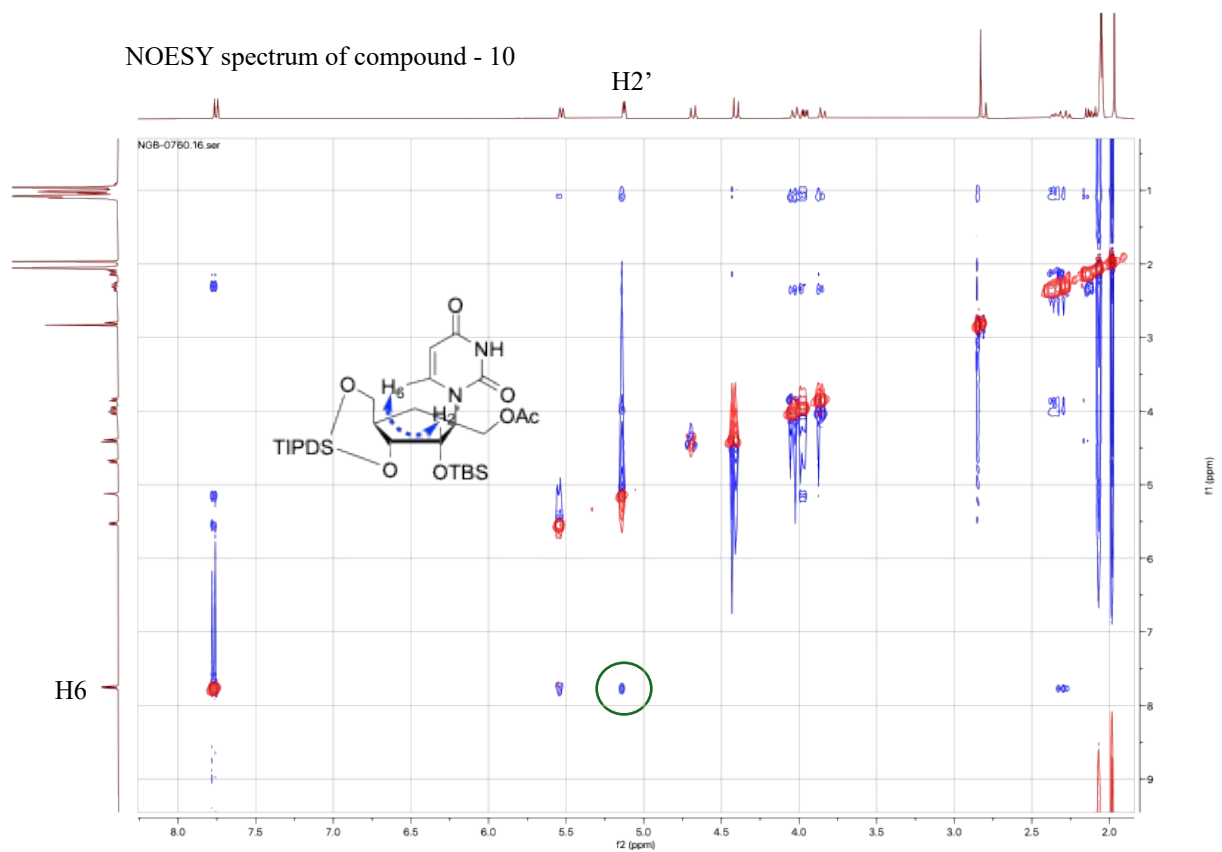 NOESY spectrum of compound - 10
H2’
NGB-0760.16.ser
O
NH
O
N
H6
H2
O
OAc
TIPDS
O
OTBS
H6
1
2
3
4
5
6
7
8
9
f1 (ppm)
8.0 7.5 7.0 6.5 6.0 5.5 5.0 4.5 4.0 3.5 3.0 2.5 2.0
f2 (ppm)